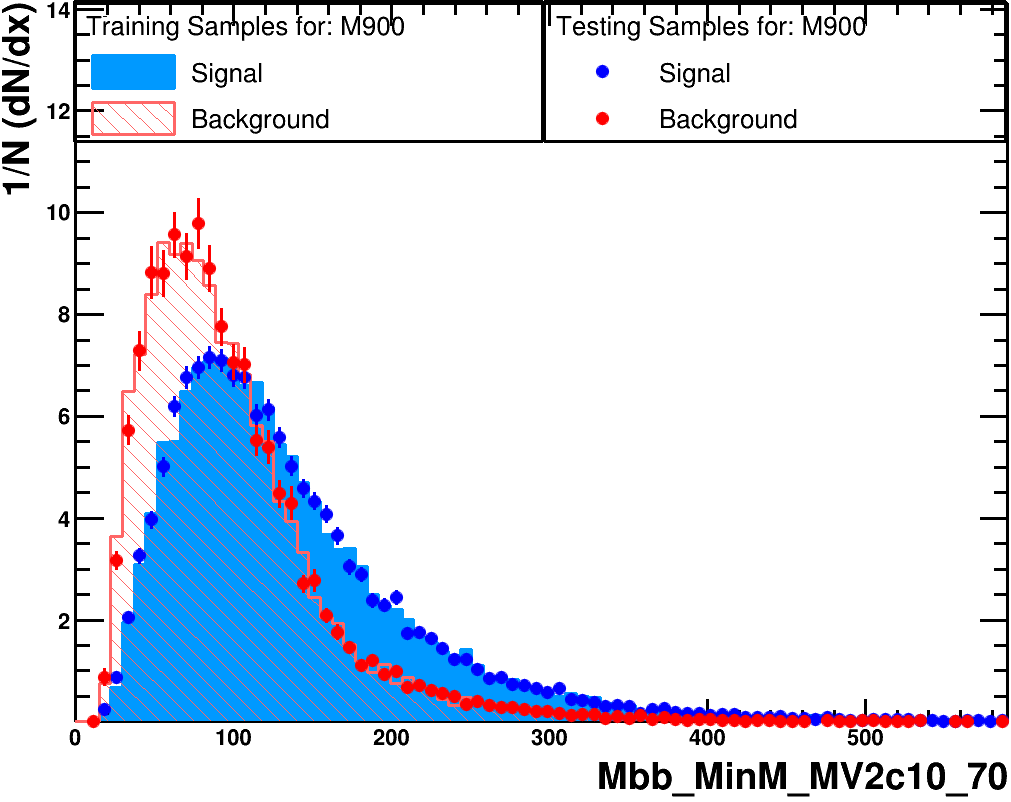 1/N (dN/dx)
Training Samples for: M900
Signal
Background
Testing Samples for: M900
Signal
Background
14
12
10
8
6
4
2
0 100 200 300 400 500
Mbb_MinM_MV2c10_70